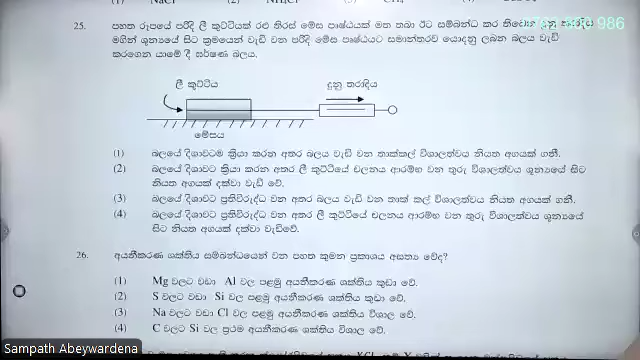 25. පහත රූපයේ පරිදි ලී කුට්ටියක් රළු තිරස් මේස පෘෂ්ඨයක් මත තබා ඊට සම්බන්ධ කර තිබෙන දුනු තරාදිය
මගින් ශුන්‍යයේ සිට ක්‍රමයෙන් වැඩි වන පරිදි මේස පෘෂ්ඨයට සමාන්තරව යොදනු ලබන බලය වැඩි
කරගෙන යාමේ දී ඝර්ෂණ බලය.
ලී කුට්ටිය
දුනු තරාදිය
මේසය
(1) බලයේ දිශාවටම ක්‍රියා කරන අතර බලය වැඩි වන තාක්කල් විශාලත්වය නියත අගයක් ගනී.
(2) බලයේ දිශාවට ක්‍රියා කරන අතර ලී කුට්ටියේ චලනය ආරම්භ වන තුරු විශාලත්වය ශුන්‍යයේ සිට
නියත අගයක් දක්වා වැඩි වේ.
(3) බලයේ දිශාවට ප්‍රතිවිරුද්ධ වන අතර බලය වැඩි වන තාක් කල් විශාලත්වය නියත අගයක් ගනී.
(4) බලයේ දිශාවට ප්‍රතිවිරුද්ධ වන අතර ලී කුට්ටියේ චලනය ආරම්භ වන තුරු විශාලත්වය ශුන්‍යයේ
සිට නියත අගයක් දක්වා වැඩිවේ.
26. අයනීකරණ ශක්තිය සම්බන්ධයෙන් වන පහත කුමන ප්‍රකාශය අසත්‍ය වේද?
(1) Mg වලට වඩා Al වල පළමු අයනීකරණ ශක්තිය කුඩා වේ.
(2) S වලට වඩා Si වල පළමු අයනීකරණ ශක්තිය කුඩා වේ.
(3) Na වලට වඩා Cl වල පළමු අයනීකරණ ශක්තිය විශාල වේ.
(4) C වලට Si වල ප්‍රථම අයනීකරණ ශක්තිය විශාල වේ.
Sampath Abeywardena